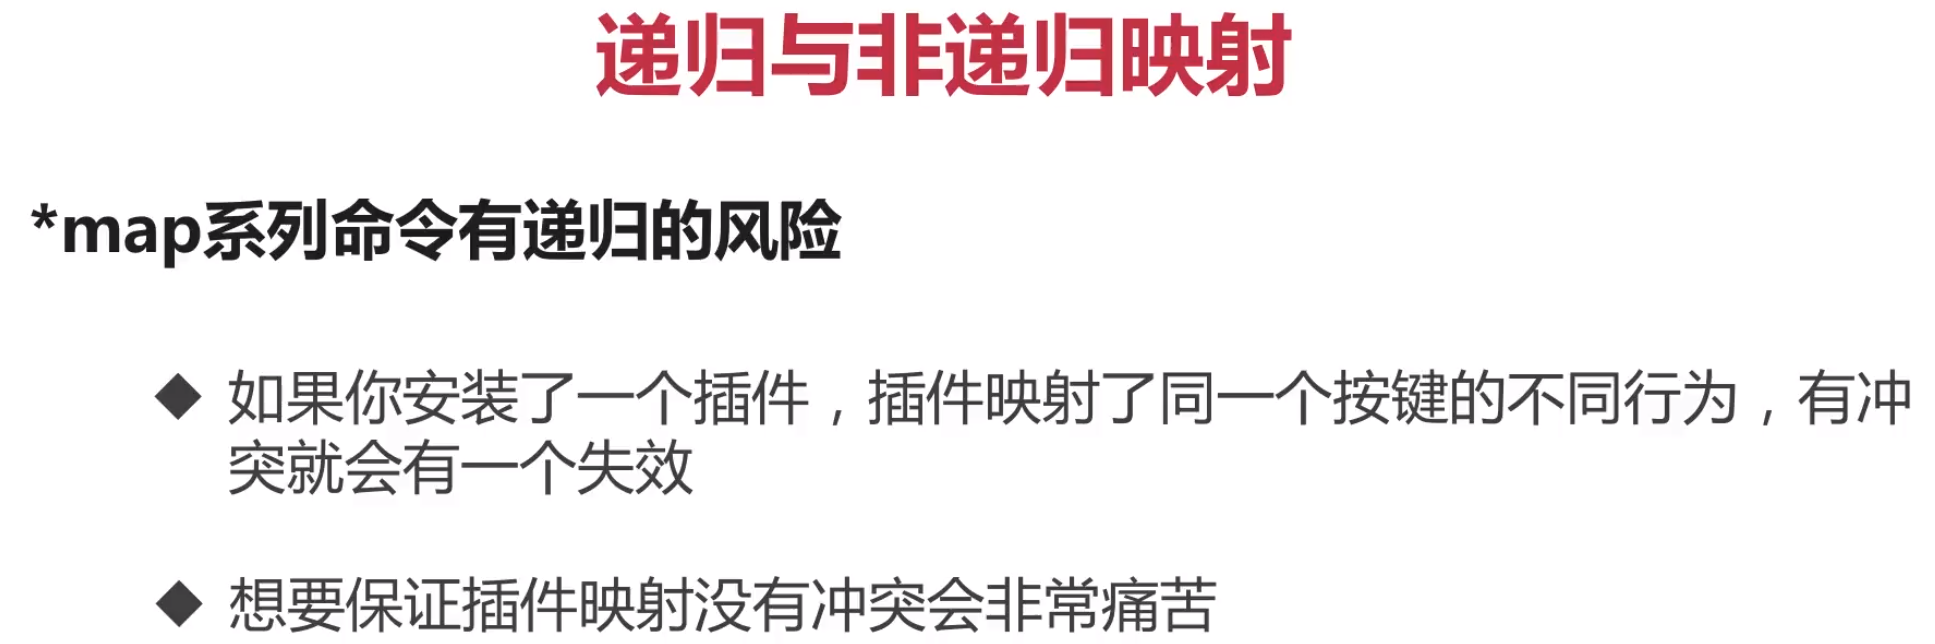 递归与非递归映射
*map系列命令有递归的风险
◆ 如果你安装了一个插件，插件映射了同一个按键的不同行为，有冲
突就会有一个失效
◆ 想要保证插件映射没有冲突会非常痛苦